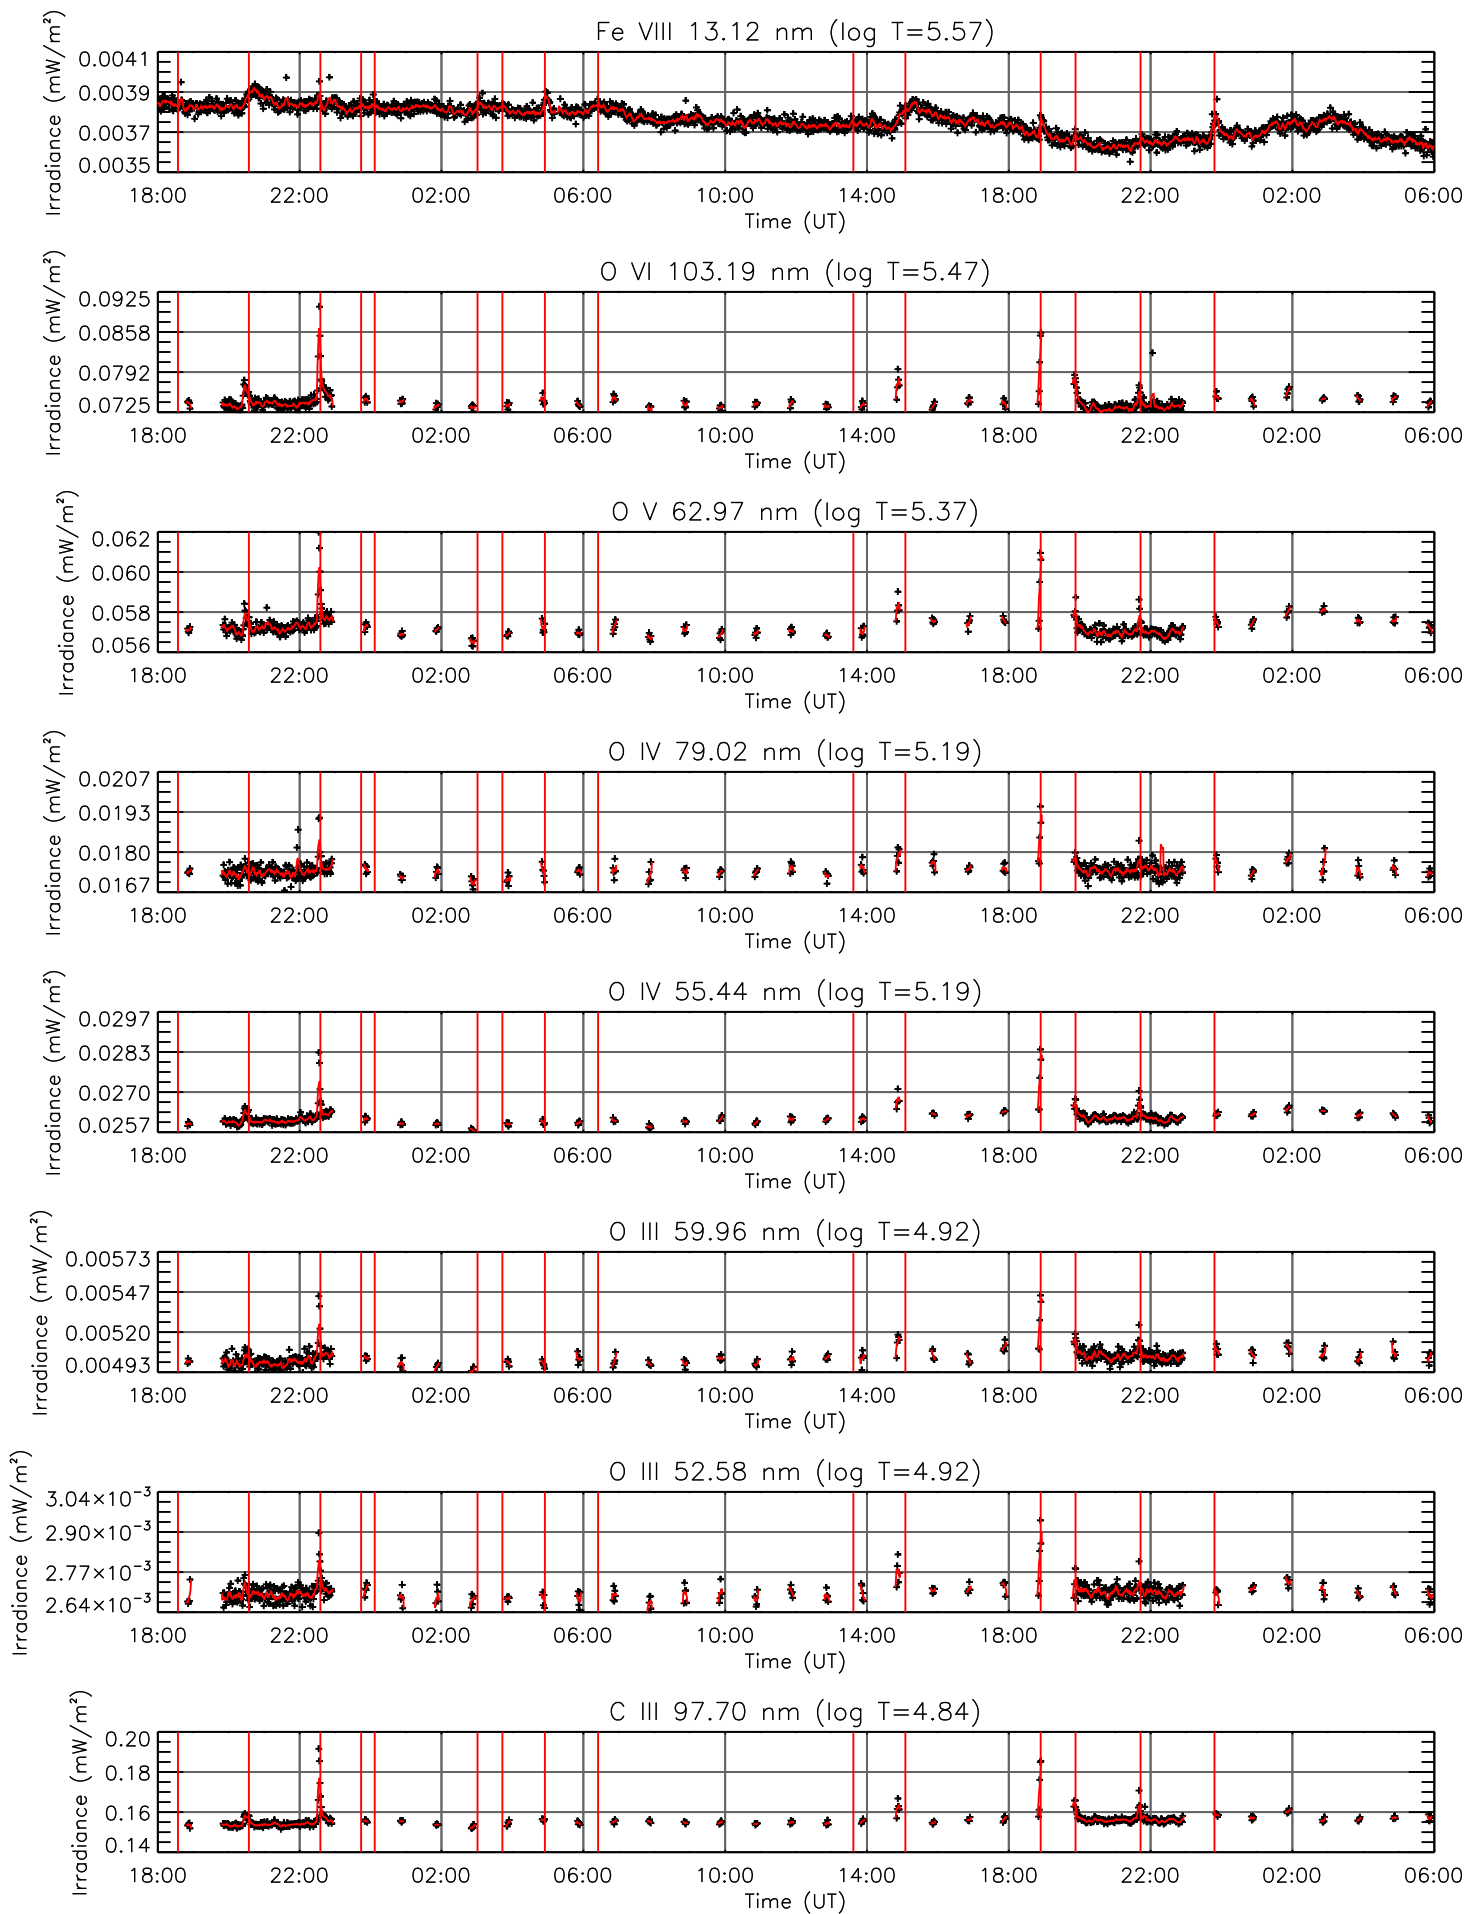 Fe VIII 13.12 nm (log T=5.57)
Irradiance (mW/m²)
0.0041
0.0039
0.0037
0.0035
18:00 22:00 02:00 06:00 10:00 14:00 18:00 22:00 02:00 06:00
Time (UT)
O VI 103.19 nm (log T=5.47)
Irradiance (mW/m²)
0.0925
0.0858
0.0792
0.0725
18:00 22:00 02:00 06:00 10:00 14:00 18:00 22:00 02:00 06:00
Time (UT)
O V 62.97 nm (log T=5.37)
Irradiance (mW/m²)
0.062
0.060
0.058
0.056
18:00 22:00 02:00 06:00 10:00 14:00 18:00 22:00 02:00 06:00
Time (UT)
O IV 79.02 nm (log T=5.19)
Irradiance (mW/m²)
0.0207
0.0193
0.0180
0.0167
18:00 22:00 02:00 06:00 10:00 14:00 18:00 22:00 02:00 06:00
Time (UT)
O IV 55.44 nm (log T=5.19)
Irradiance (mW/m²)
0.0297
0.0283
0.0270
0.0257
18:00 22:00 02:00 06:00 10:00 14:00 18:00 22:00 02:00 06:00
Time (UT)
O III 59.96 nm (log T=4.92)
Irradiance (mW/m²)
0.00573
0.00547
0.00520
0.00493
18:00 22:00 02:00 06:00 10:00 14:00 18:00 22:00 02:00 06:00
Time (UT)
O III 52.58 nm (log T=4.92)
Irradiance (mW/m²)
3.04×10⁻³
2.90×10⁻³
2.77×10⁻³
2.64×10⁻³
18:00 22:00 02:00 06:00 10:00 14:00 18:00 22:00 02:00 06:00
Time (UT)
C III 97.70 nm (log T=4.84)
Irradiance (mW/m²)
0.20
0.18
0.16
0.14
18:00 22:00 02:00 06:00 10:00 14:00 18:00 22:00 02:00 06:00
Time (UT)